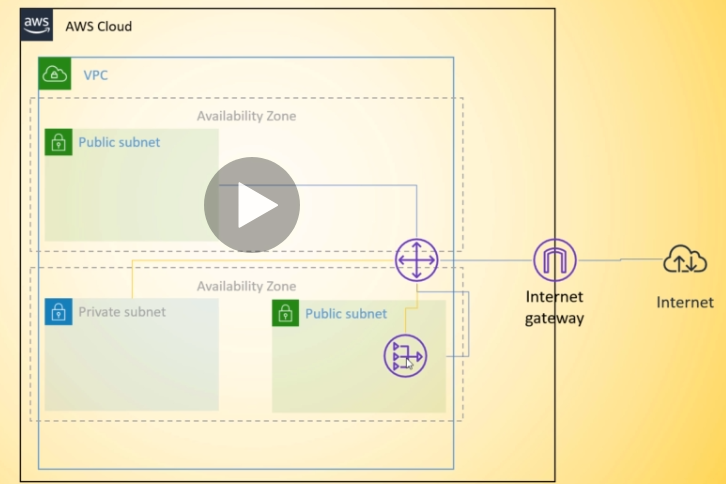 aws
AWS Cloud
VPC
Availability Zone
Public subnet
Availability Zone
Private subnet
Public subnet
Internet
gateway
Internet